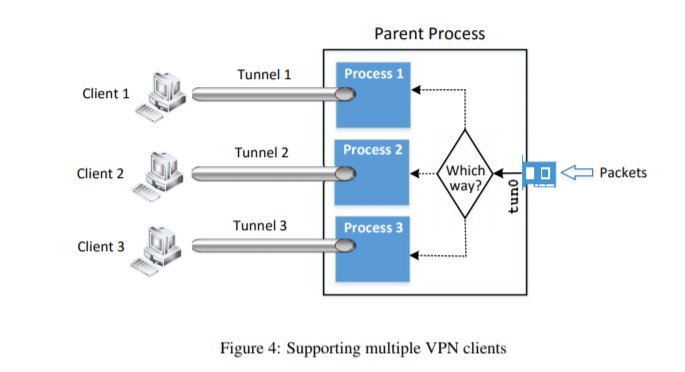 Parent Process
Tunnel 1
Process 1
Client 1
Tunnel 2
Process 2
Client 2
Which
way?
tun0
Packets
Tunnel 3
Process 3
Client 3
Figure 4: Supporting multiple VPN clients